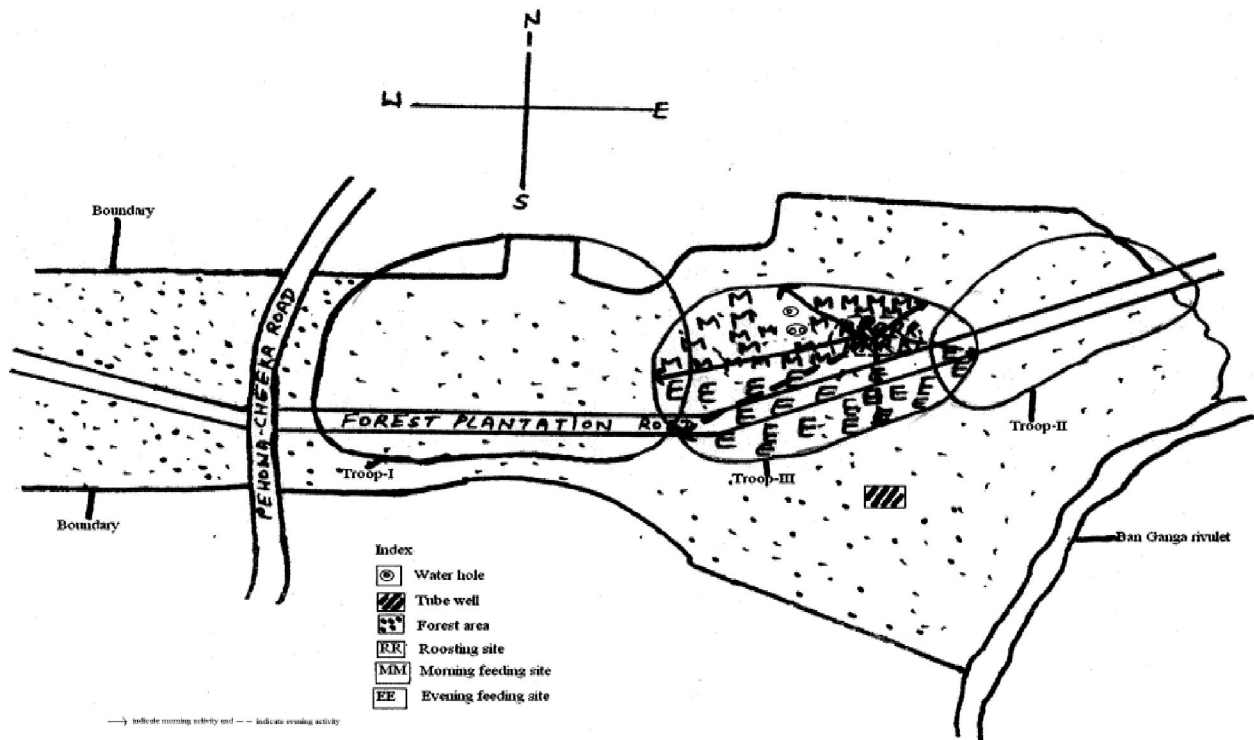 N
W
E
S
Boundary
PEHOWA-CHEEKA ROAD
FOREST PLANTATION ROAD
Troop-I
Troop-II
Troop-III
M M M M M M
RRRR
E E E E E E
Boundary
Ban Ganga rivulet
Index
Water hole
Tube well
Forest area
RR Roosting site
MM Morning feeding site
EE Evening feeding site
indicate morning activity and -- indicate evening activity